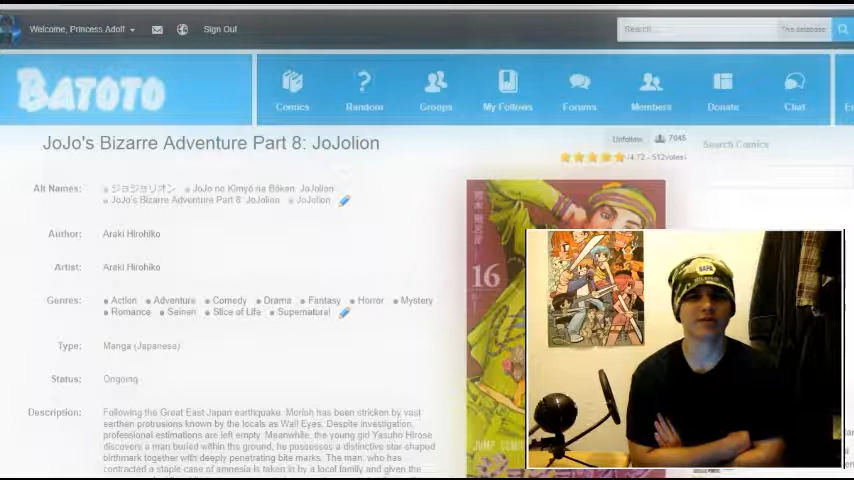 Welcome, Princess Adolf
Sign Out
Search...
This database
BATOTO
Comics
Random
Groups
My Follows
Forums
Members
Donate
Chat
JoJo's Bizarre Adventure Part 8: JoJolion
Unfollow
7045
(4.72 - 512votes)
Search Comics
Alt Names:
ジョジョリオン
JoJo no Kimyō na Bōken: JoJolion
JoJo's Bizarre Adventure Part 8: JoJolion
JoJolion
Author:
Araki Hirohiko
Artist:
Araki Hirohiko
Genres:
Action
Adventure
Comedy
Drama
Fantasy
Horror
Mystery
Romance
Seinen
Slice of Life
Supernatural
Type:
Manga (Japanese)
Status:
Ongoing
Description:
Following the Great East Japan earthquake, Morioh has been stricken by vast
earthen protrusions known by the locals as Wall Eyes. Despite investigation,
professional estimations are left empty. Meanwhile, the young girl Yasuho Hirose
discovers a man buried within the ground, he possesses a distinctive star-shaped
birthmark together with deeply penetrating bite marks. The man, who has
contracted a staple case of amnesia is taken in by a local family and given the
16
JUMP COMICS
NAPA